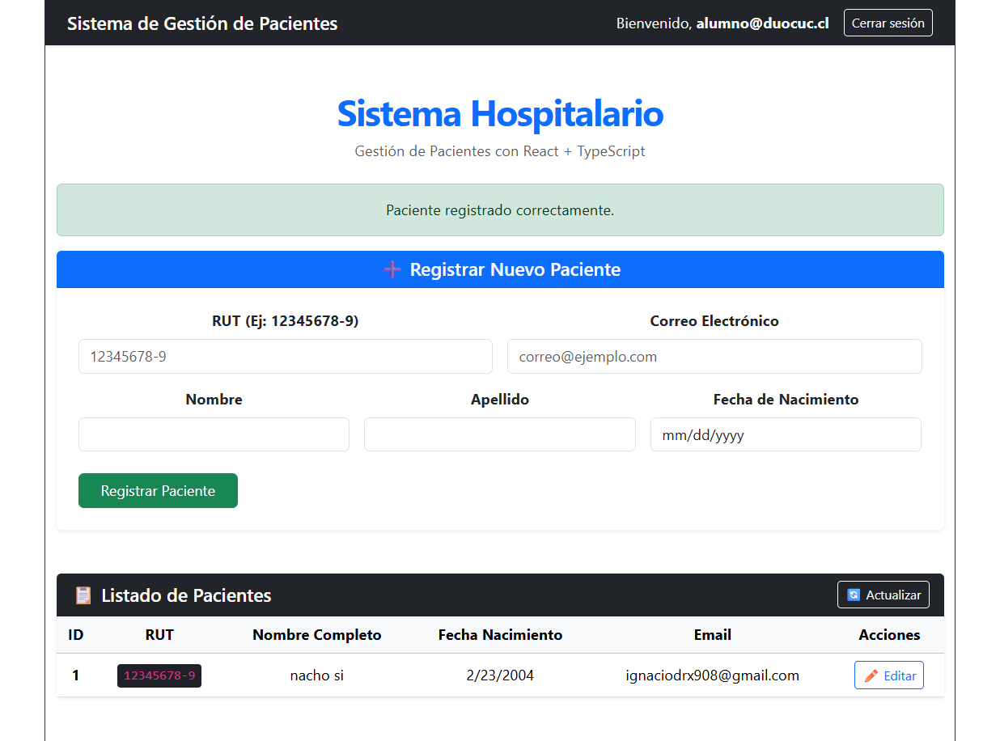 Sistema de Gestión de Pacientes Bienvenido, alumno@duocuc.cl Cerrar sesión
Sistema Hospitalario
Gestión de Pacientes con React + TypeScript
Paciente registrado correctamente.
Registrar Nuevo Paciente
RUT (Ej: 12345678-9) Correo Electrónico
12345678-9 correo@ejemplo.com
Nombre Apellido Fecha de Nacimiento
mm/dd/yyyy
Registrar Paciente
Listado de Pacientes Actualizar
ID RUT Nombre Completo Fecha Nacimiento Email Acciones
1 12345678-9 nacho si 2/23/2004 ignaciodrx908@gmail.com Editar